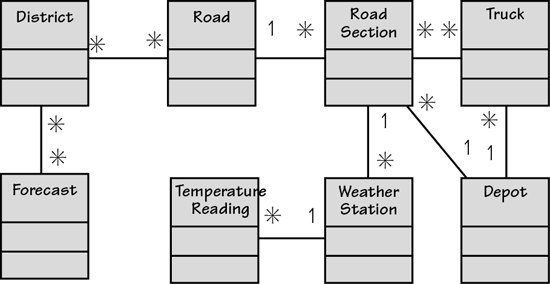 District
Road
Road
Section
Truck
* * 1 * * *
* * 1 * 1 1 *
* *
Forecast
Temperature
Reading
Weather
Station
Depot
* 1